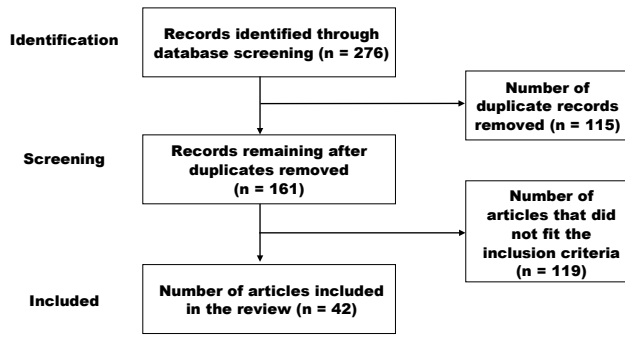 Identification
Records identified through
database screening (n = 276)
Number of
duplicate records
removed (n = 115)
Screening
Records remaining after
duplicates removed
(n = 161)
Number of
articles that did
not fit the
inclusion criteria
(n = 119)
Included
Number of articles included
in the review (n = 42)